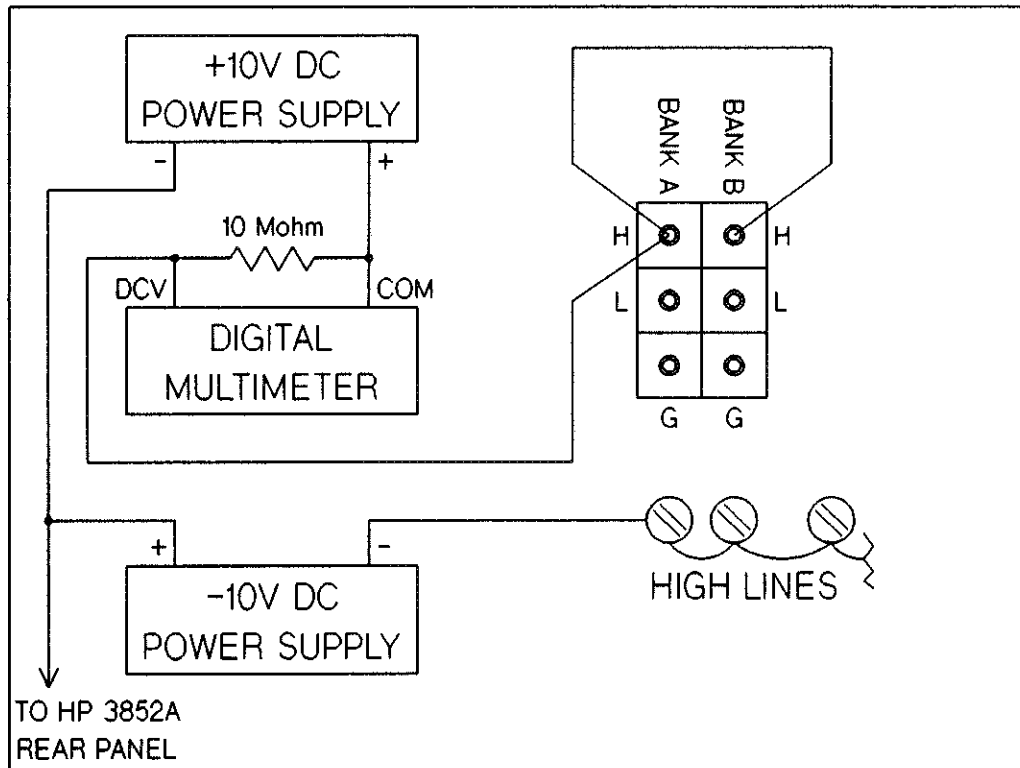 +10V DC
POWER SUPPLY
-
+
10 Mohm
DCV
COM
DIGITAL
MULTIMETER
BANK A
BANK B
H
H
L
L
G
G
+
-
-10V DC
POWER SUPPLY
HIGH LINES
TO HP 3852A
REAR PANEL